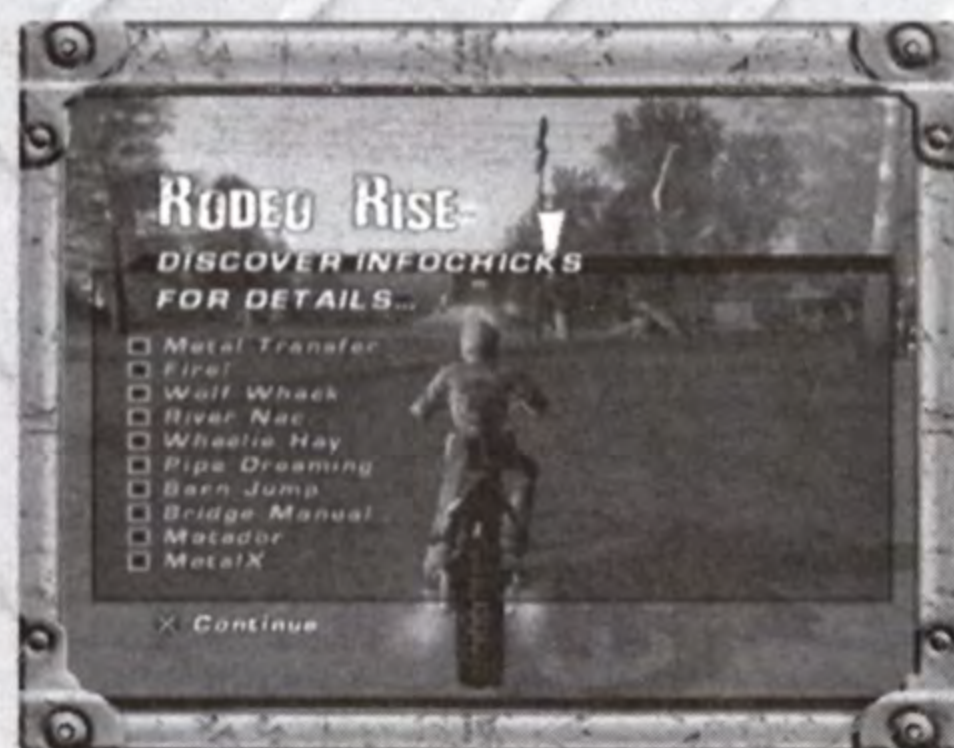 RODEO RISE-
DISCOVER INFOCHICKS
FOR DETAILS...
Metal Transfer
Fire!
Wolf Whack
River Nac
Wheelie Hay
Pipe Dreaming
Barn Jump
Bridge Manual
Matador
MetalX
X Continue